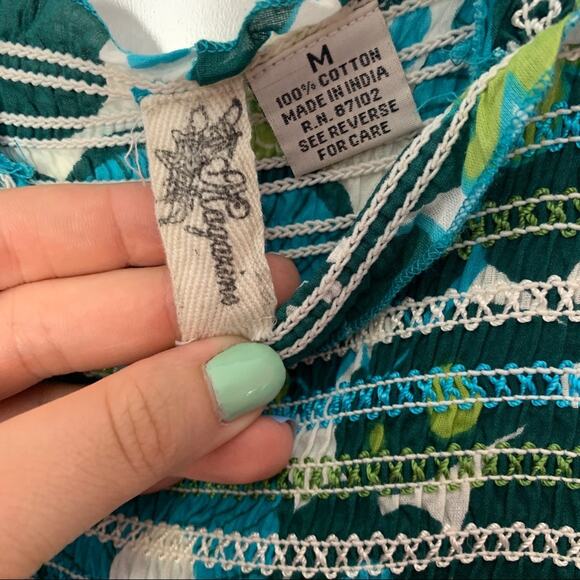 M
100% COTTON
MADE IN INDIA
R.N. 87102
SEE REVERSE
FOR CARE